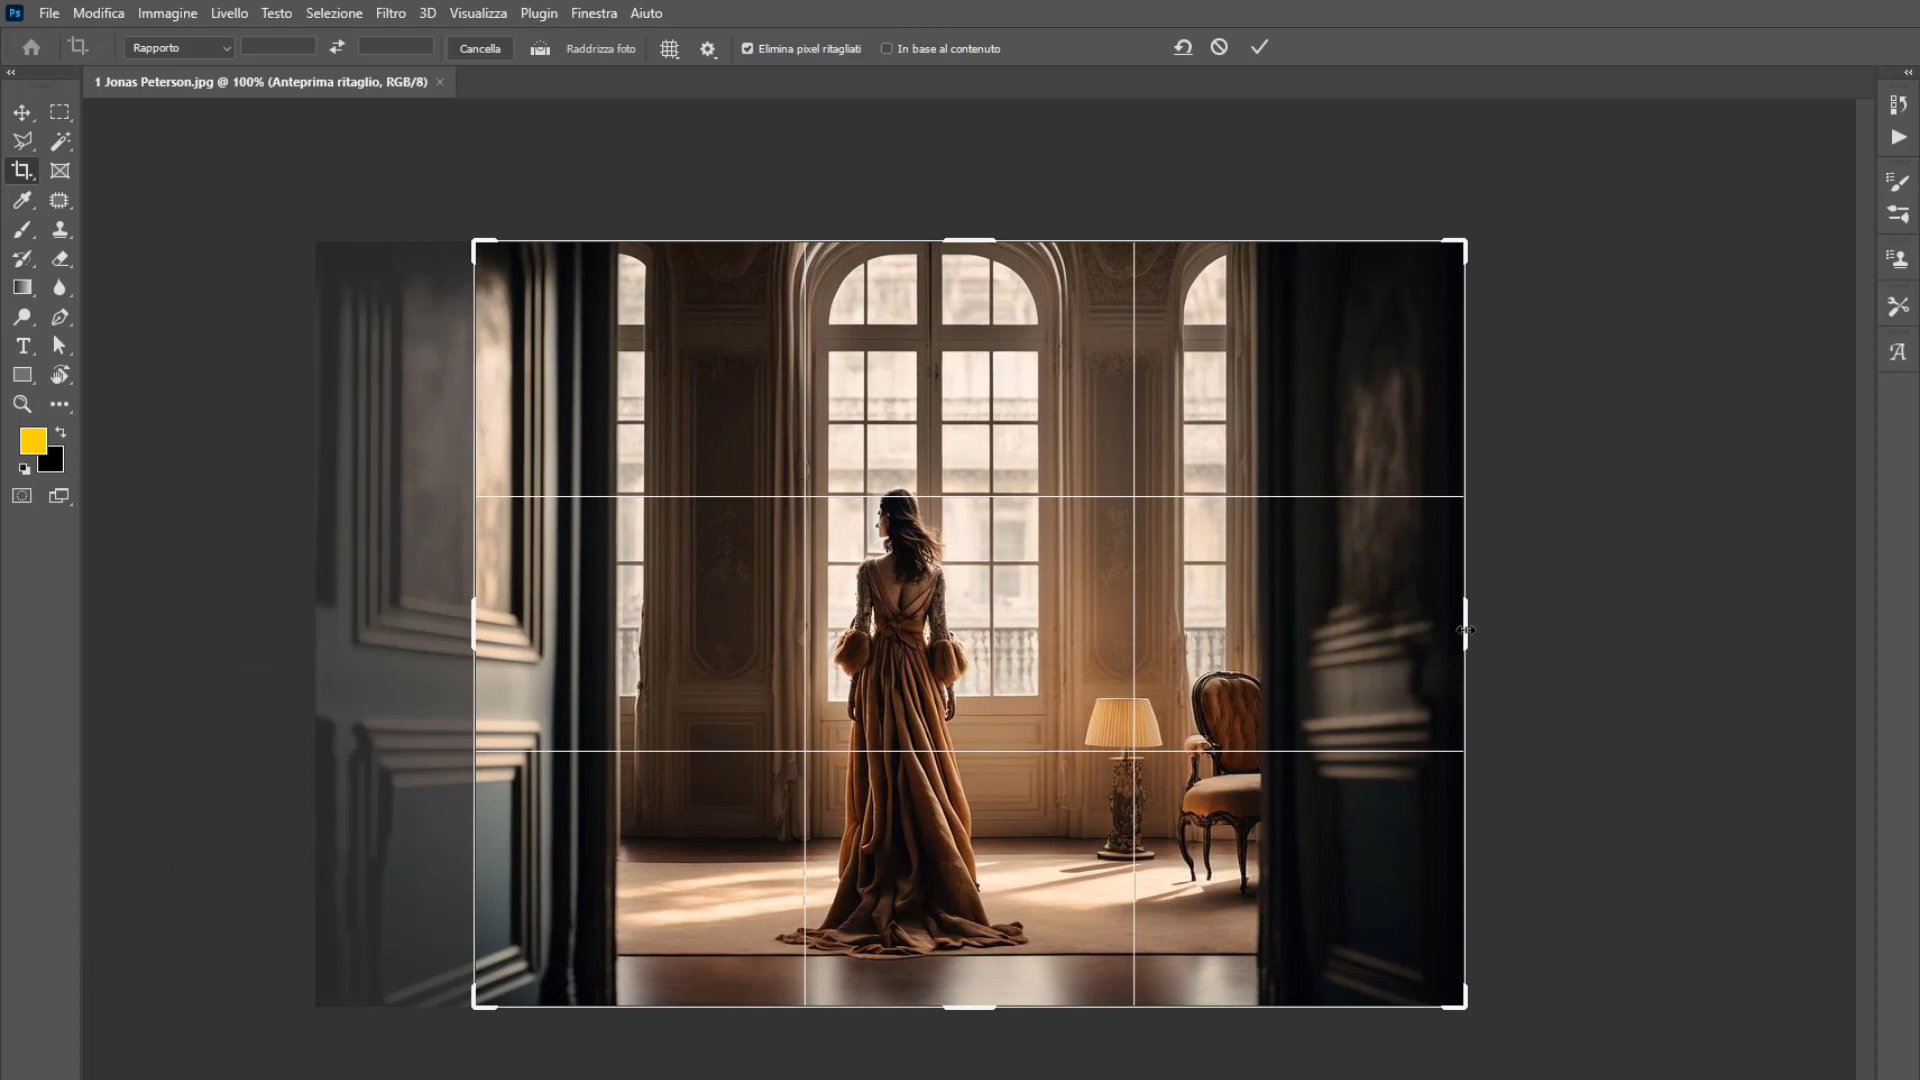 Ps File Modifica Immagine Livello Testo Selezione Filtro 3D Visualizza Plugin Finestra Aiuto
Rapporto Cancella Raddrizza foto Elimina pixel ritagliati In base al contenuto
1 Jonas Peterson.jpg @ 100% (Anteprima ritaglio, RGB/8) ×